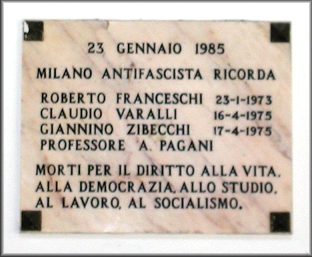 23 GENNAIO 1985
MILANO ANTIFASCISTA RICORDA
ROBERTO FRANCESCHI 23-1-1973
CLAUDIO VARALLI 16-4-1975
GIANNINO ZIBECCHI 17-4-1975
PROFESSORE A. PAGANI
MORTI PER IL DIRITTO ALLA VITA,
ALLA DEMOCRAZIA, ALLO STUDIO,
AL LAVORO, AL SOCIALISMO.